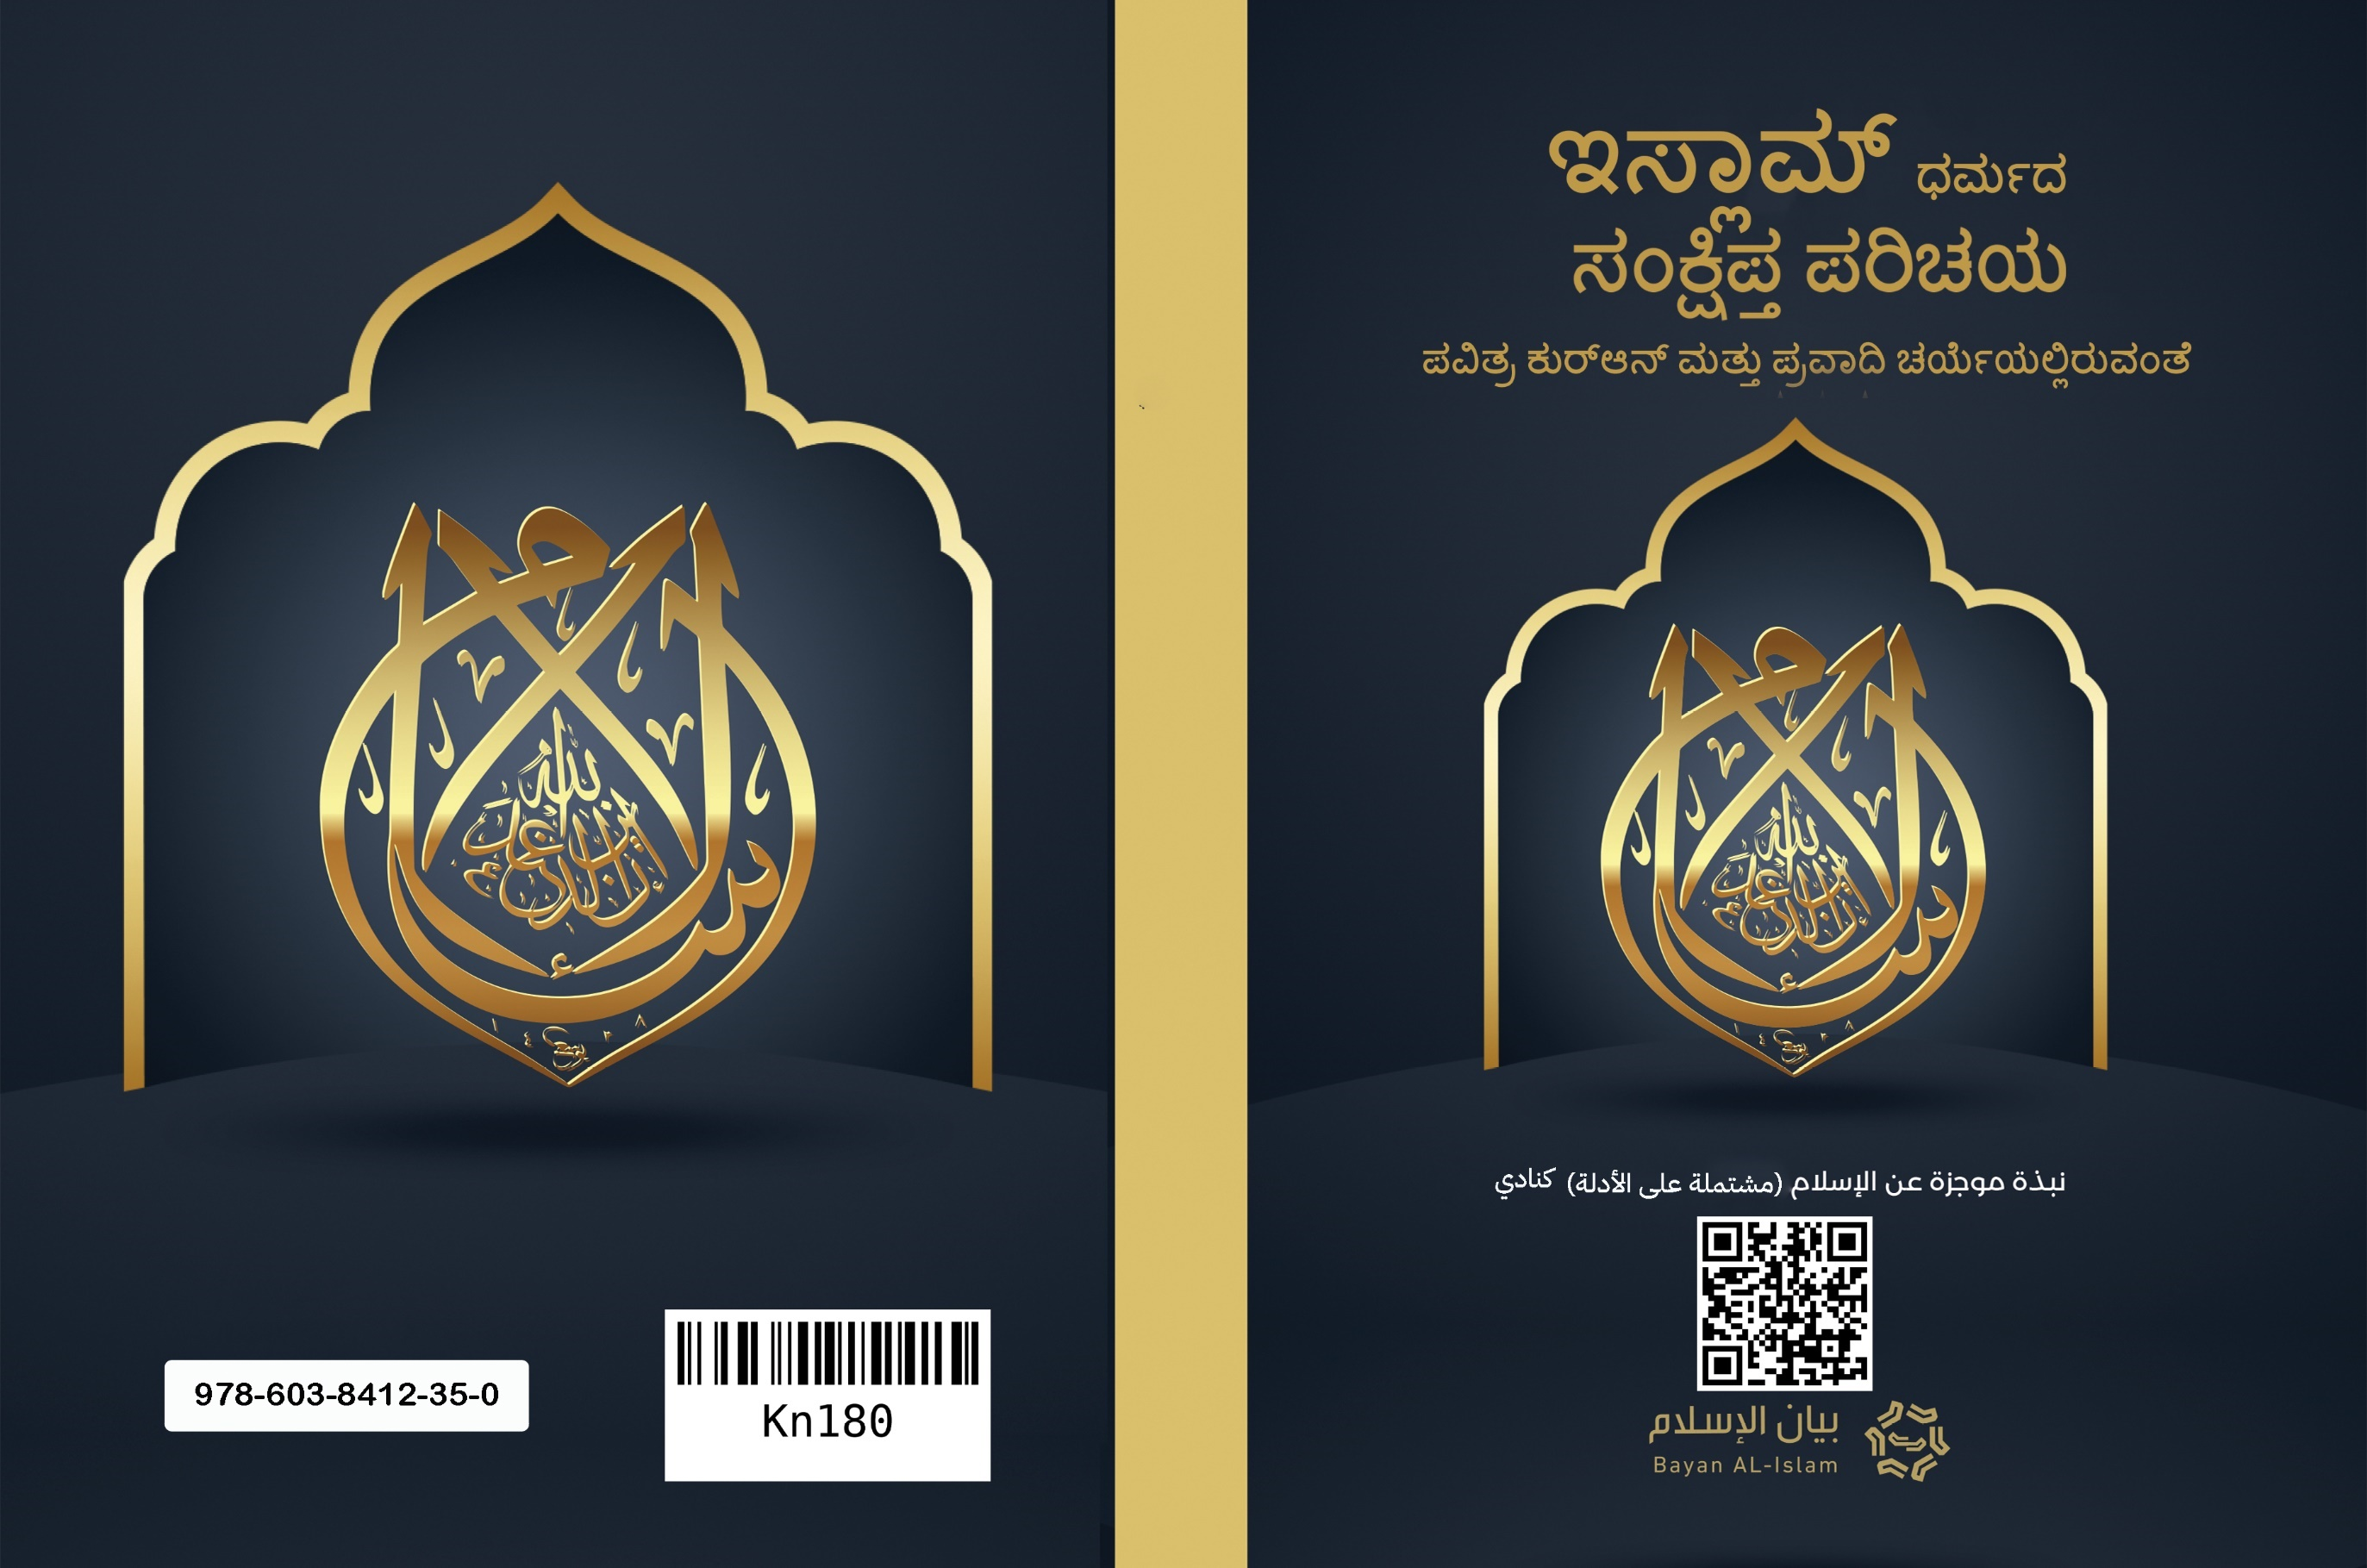 ಇಸ್ಲಾಮ್ ಧರ್ಮದ
ಸಂಕ್ಷಿಪ್ತ ಪರಿಚಯ
ಪವಿತ್ರ ಕುರ್‌ಆನ್ ಮತ್ತು ಪ್ರವಾದಿ ಚರ್ಯೆಯಲ್ಲಿರುವಂತೆ
نبذة موجزة عن الإسلام (مشتملة على الأدلة) كنادي
بيان الإسلام
Bayan AL-Islam
978-603-8412-35-0
Kn180